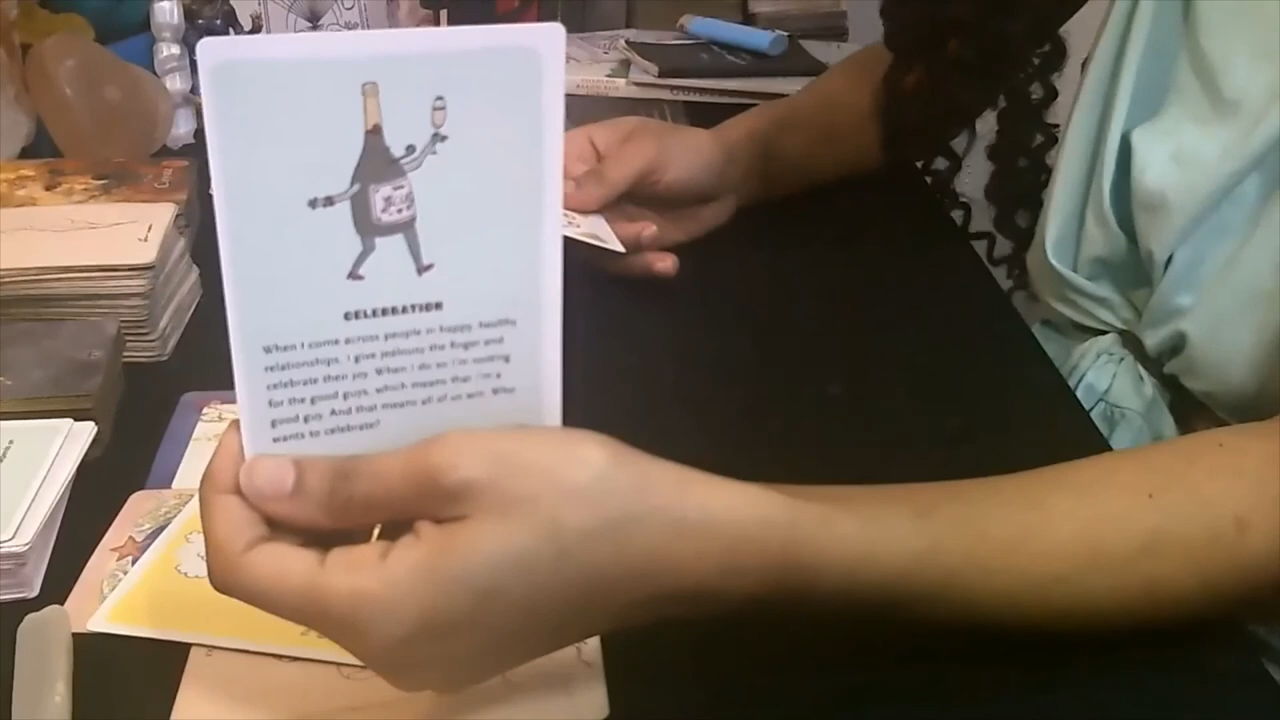 CELEBRATION
When I come across people in happy, healthy
relationships, I give jealousy the finger and
celebrate their joy. When I do so I'm rooting
for the good guys, which means that I'm a
good guy. And that means all of us win. Who
wants to celebrate?